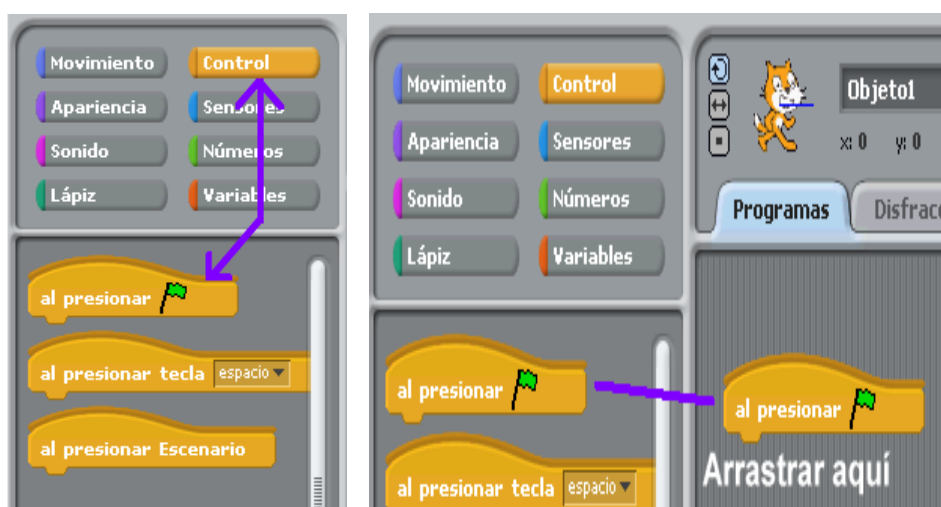 Movimiento Control
Apariencia Sensores
Sonido Números
Lápiz Variables
al presionar
al presionar tecla espacio
al presionar Escenario
Movimiento Control
Apariencia Sensores
Sonido Números
Lápiz Variables
al presionar
al presionar tecla espacio
Objeto1
x: 0 y: 0
Programas Disfrac
al presionar
Arrastrar aquí